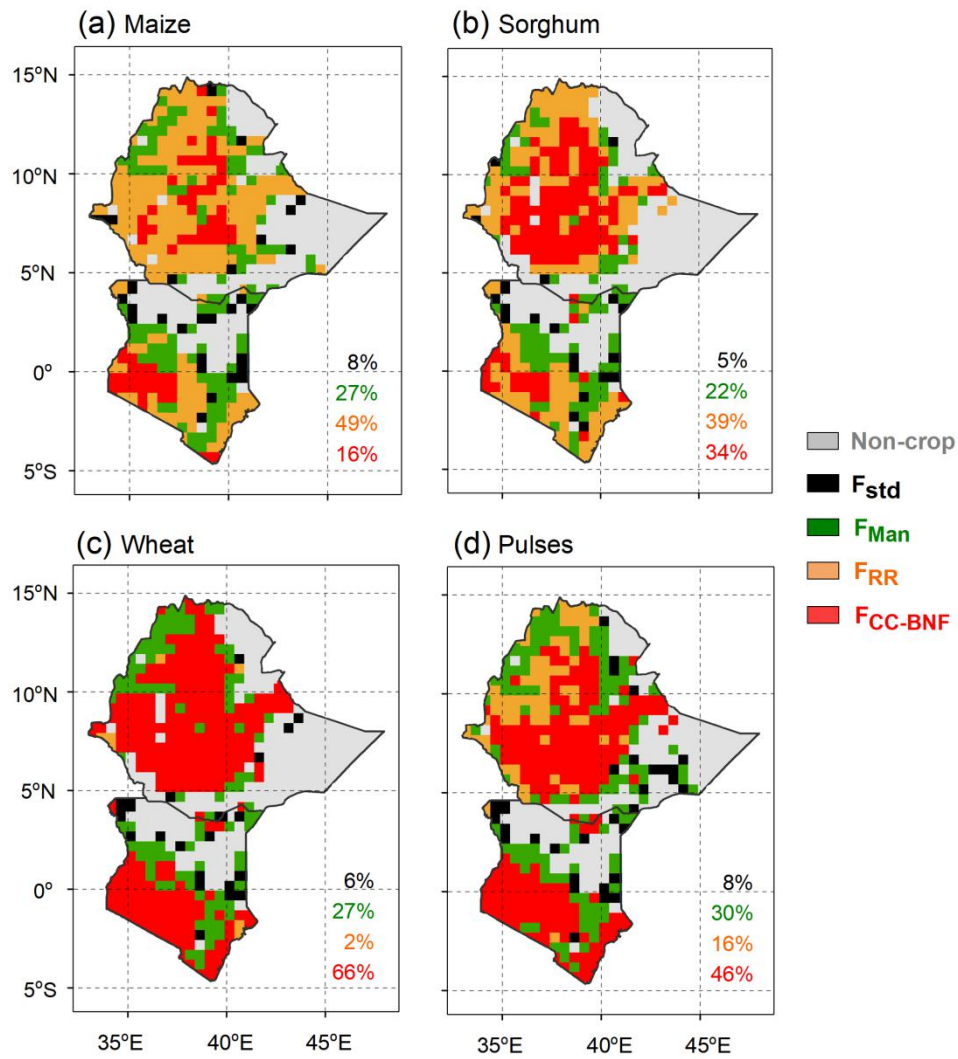 (a) Maize
(b) Sorghum
15°N
10°N
5°N
0°
5°S
8%
27%
49%
16%
5%
22%
39%
34%
Non-crop
Fstd
FMan
FRR
FCC-BNF
(c) Wheat
(d) Pulses
15°N
10°N
5°N
0°
5°S
6%
27%
2%
66%
8%
30%
16%
46%
35°E
40°E
45°E
35°E
40°E
45°E